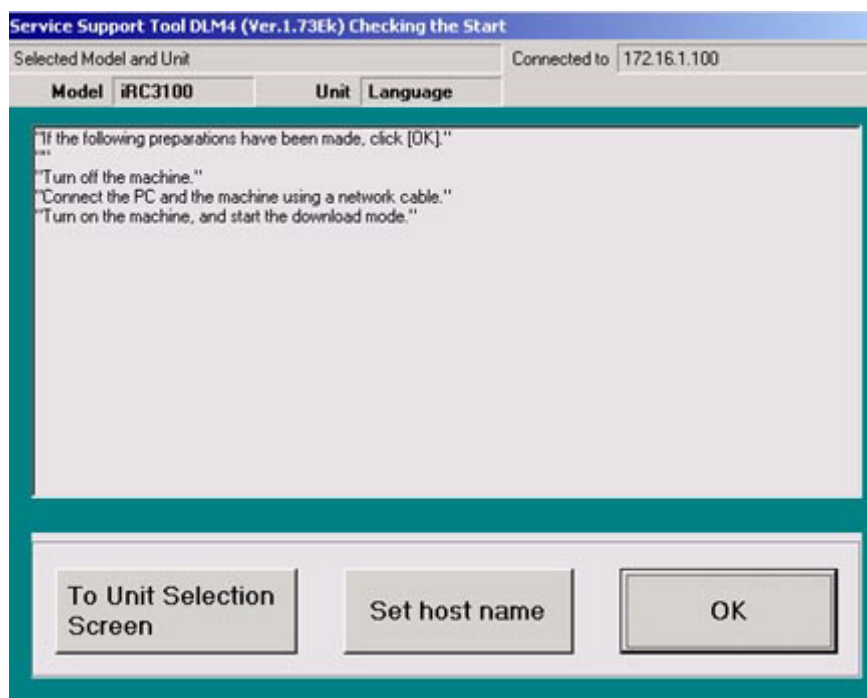 Service Support Tool DLM4 (Ver.1.73Ek) Checking the Start
Selected Model and Unit Connected to 172.16.1.100
Model iRC3100 Unit Language
"If the following preparations have been made, click [OK]."
""
"Turn off the machine."
"Connect the PC and the machine using a network cable."
"Turn on the machine, and start the download mode."
To Unit Selection
Screen
Set host name
OK